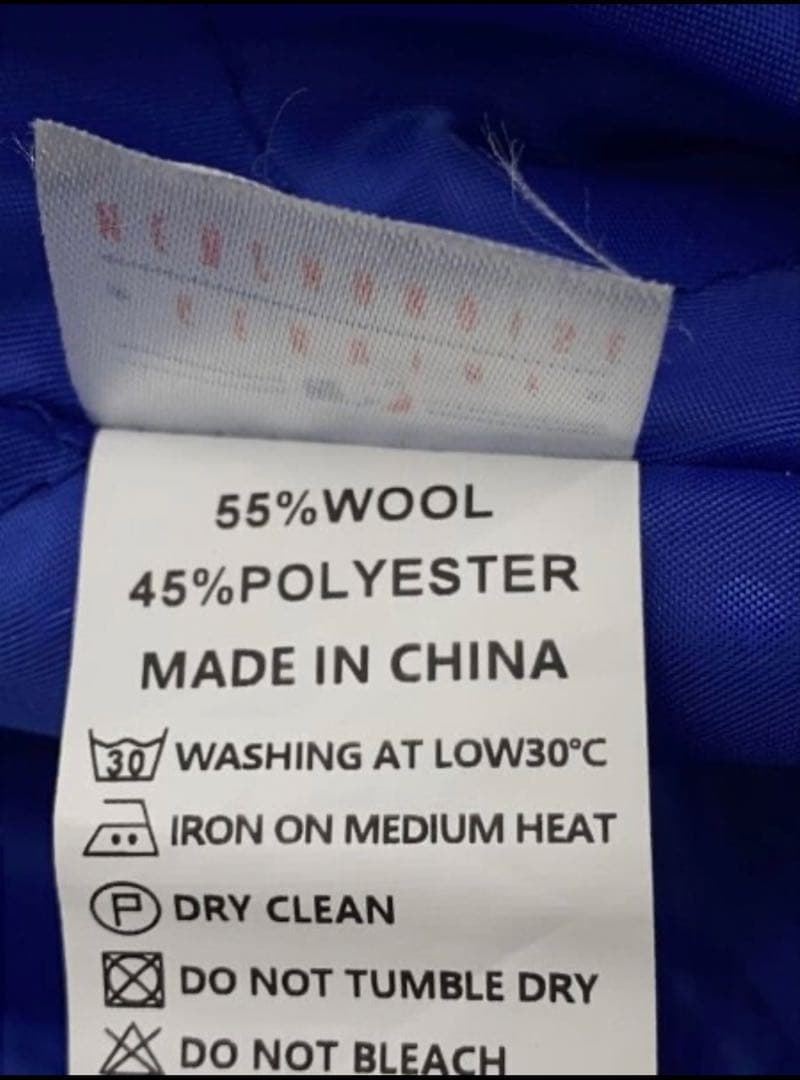 55%WOOL
45%POLYESTER
MADE IN CHINA
30 WASHING AT LOW30°C
IRON ON MEDIUM HEAT
P DRY CLEAN
DO NOT TUMBLE DRY
DO NOT BLEACH